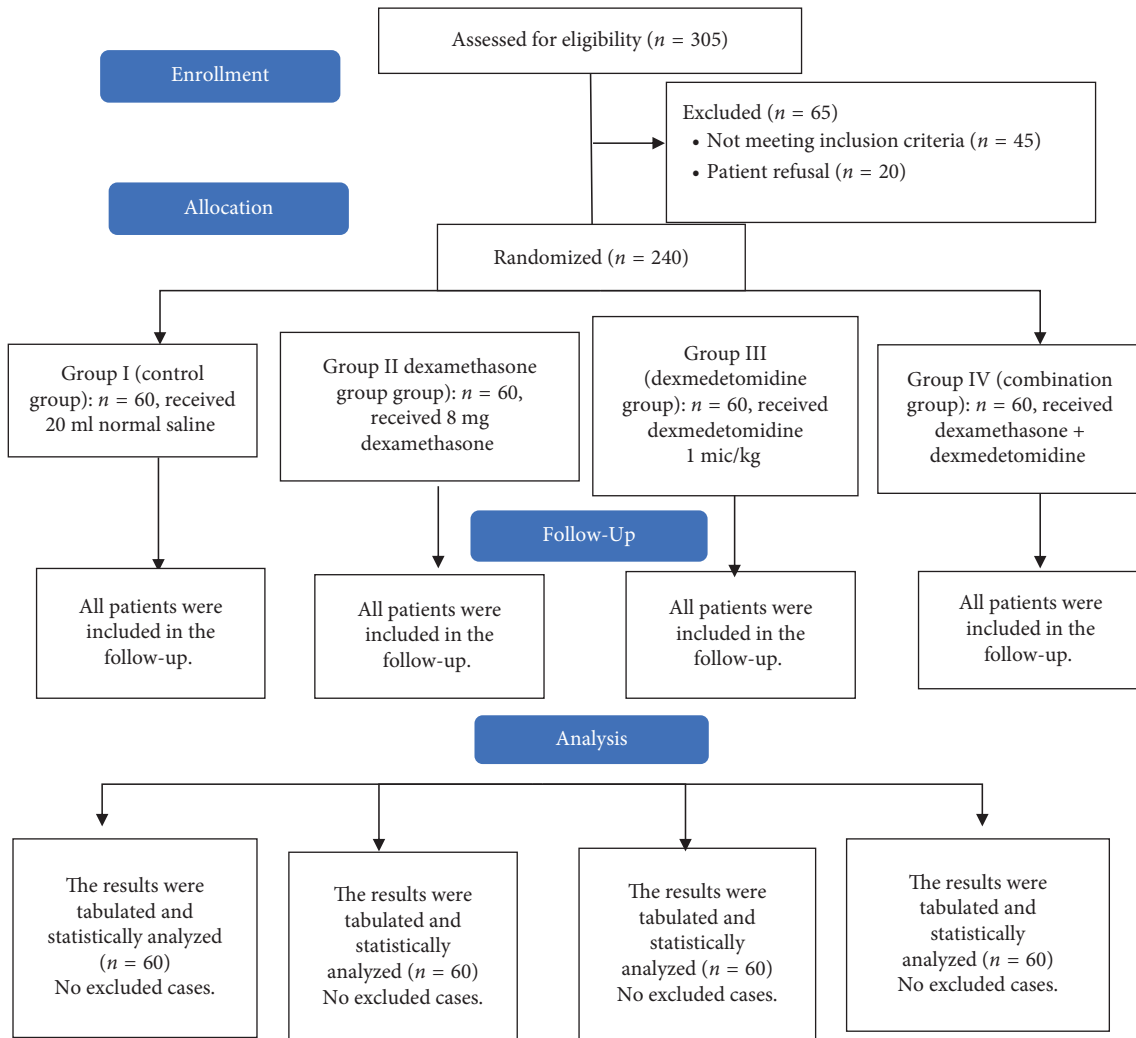 Assessed for eligibility (n = 305)
Enrollment
Excluded (n = 65)
• Not meeting inclusion criteria (n = 45)
• Patient refusal (n = 20)
Allocation
Randomized (n = 240)
Group I (control
group): n = 60, received
20 ml normal saline
Group II dexamethasone
group group): n = 60,
received 8 mg
dexamethasone
Group III
(dexmedetomidine
group): n = 60, received
dexmedetomidine
1 mic/kg
Group IV (combination
group): n = 60, received
dexamethasone +
dexmedetomidine
Follow-Up
All patients were
included in the
follow-up.
All patients were
included in the
follow-up.
All patients were
included in the
follow-up.
All patients were
included in the
follow-up.
Analysis
The results were
tabulated and
statistically analyzed
(n = 60)
No excluded cases.
The results were
tabulated and
statistically
analyzed (n = 60)
No excluded cases.
The results were
tabulated and
statistically
analyzed (n = 60)
No excluded cases.
The results were
tabulated and
statistically
analyzed (n = 60)
No excluded cases.